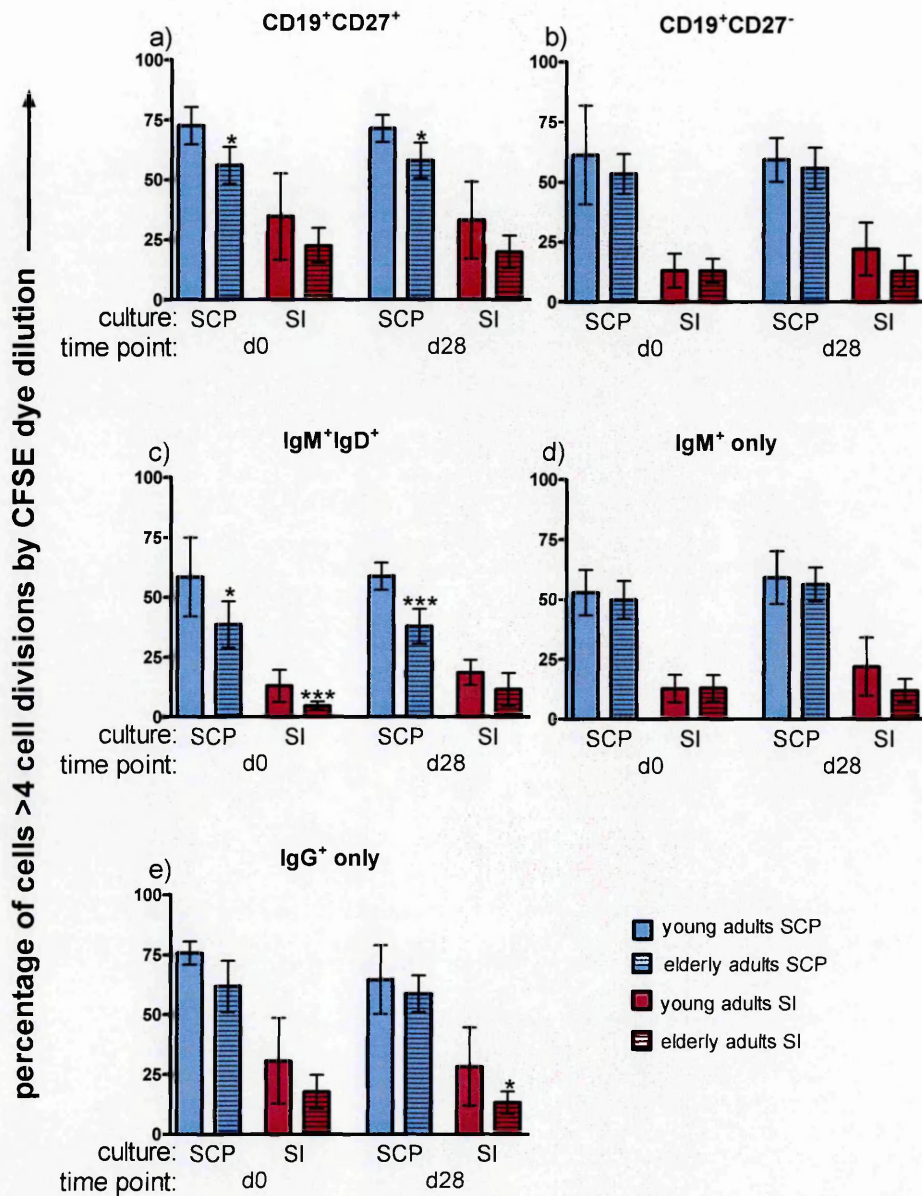 percentage of cells >4 cell divisions by CFSE dye dilution
a) CD19⁺CD27⁺
100
75
50
25
0
* *
culture: SCP SI SCP SI
time point: d0 d28
b) CD19⁺CD27⁻
100
75
50
25
0
SCP SI SCP SI
d0 d28
c) IgM⁺IgD⁺
100
75
50
25
0
* *** ***
culture: SCP SI SCP SI
time point: d0 d28
d) IgM⁺ only
100
75
50
25
0
SCP SI SCP SI
d0 d28
e) IgG⁺ only
100
75
50
25
0
*
culture: SCP SI SCP SI
time point: d0 d28
young adults SCP
elderly adults SCP
young adults SI
elderly adults SI